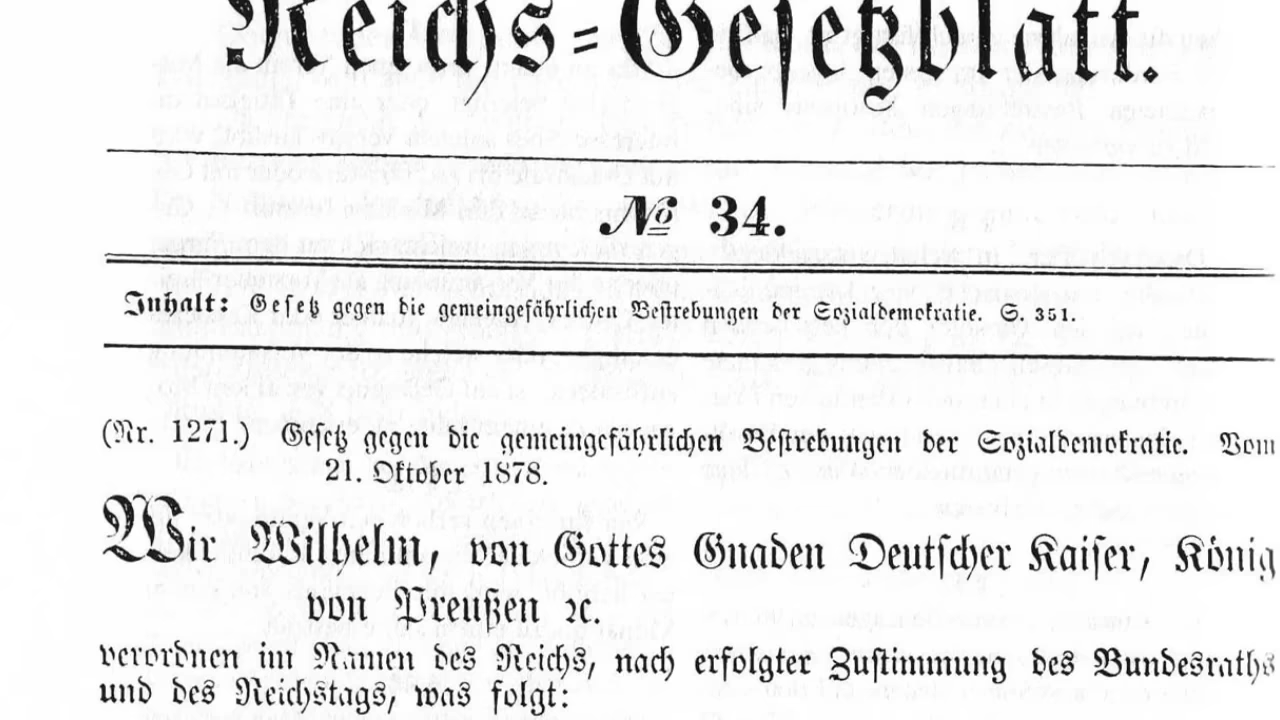 Reichs-Gesetzblatt.
№ 34.
Inhalt: Gesetz gegen die gemeingefährlichen Bestrebungen der Sozialdemokratie. S. 351.
(Nr. 1271.) Gesetz gegen die gemeingefährlichen Bestrebungen der Sozialdemokratie. Vom
21. Oktober 1878.
Wir Wilhelm, von Gottes Gnaden Deutscher Kaiser, König
von Preußen ꝛc.
verordnen im Namen des Reichs, nach erfolgter Zustimmung des Bundesraths
und des Reichstags, was folgt: